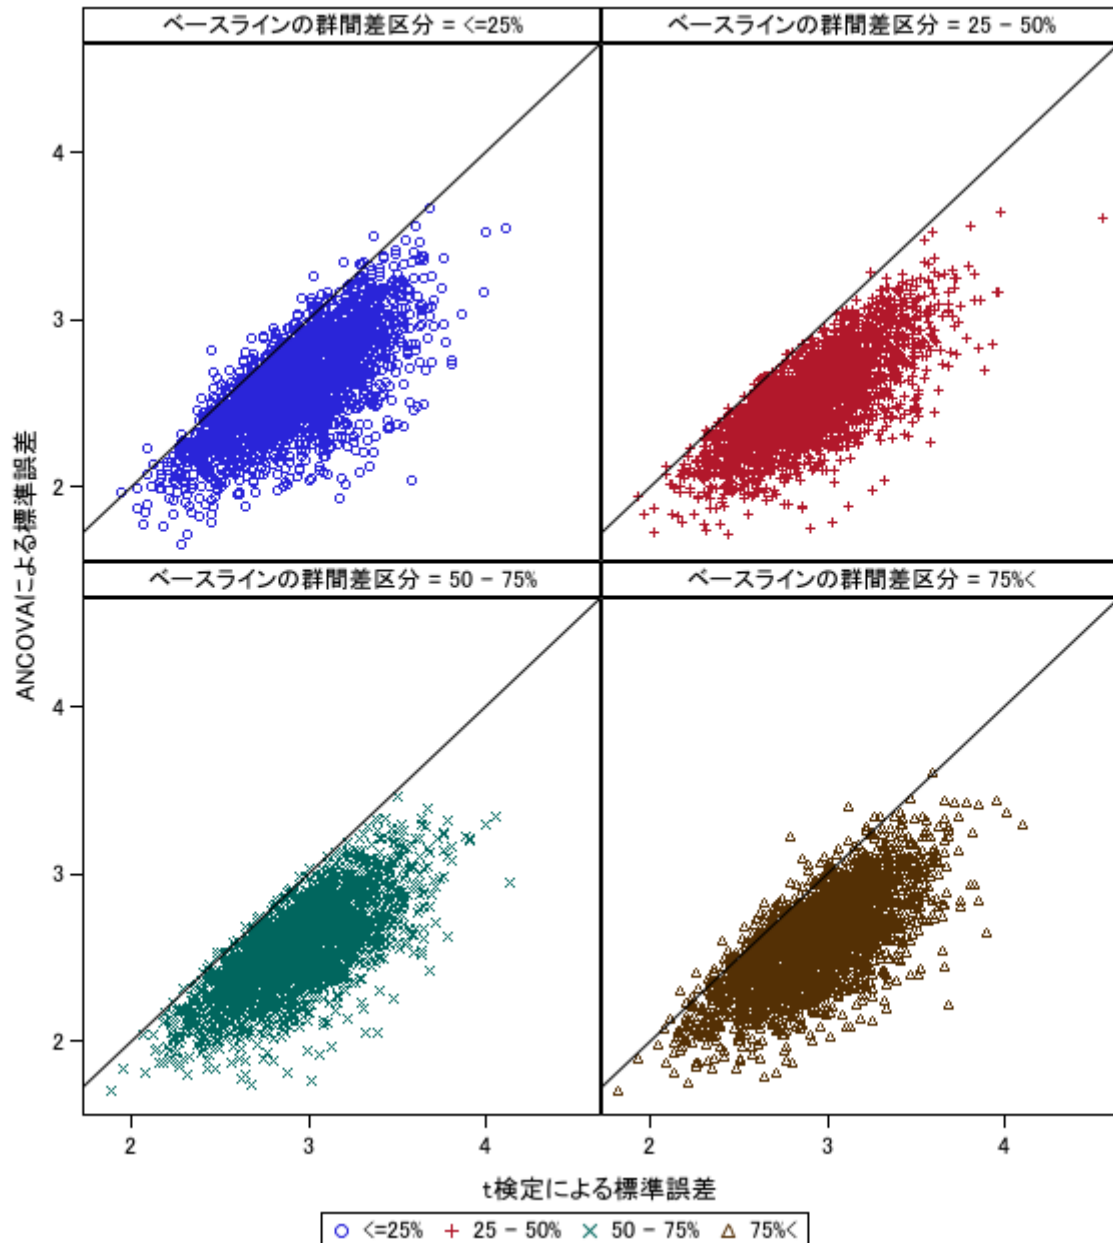 ベースラインの群間差区分 = <=25%
ベースラインの群間差区分 = 25 - 50%
4
3
2
ベースラインの群間差区分 = 50 - 75%
ベースラインの群間差区分 = 75%<
4
3
2
ANCOVAによる標準誤差
2 3 4
2 3 4
t検定による標準誤差
<=25% 25 - 50% 50 - 75% 75%<